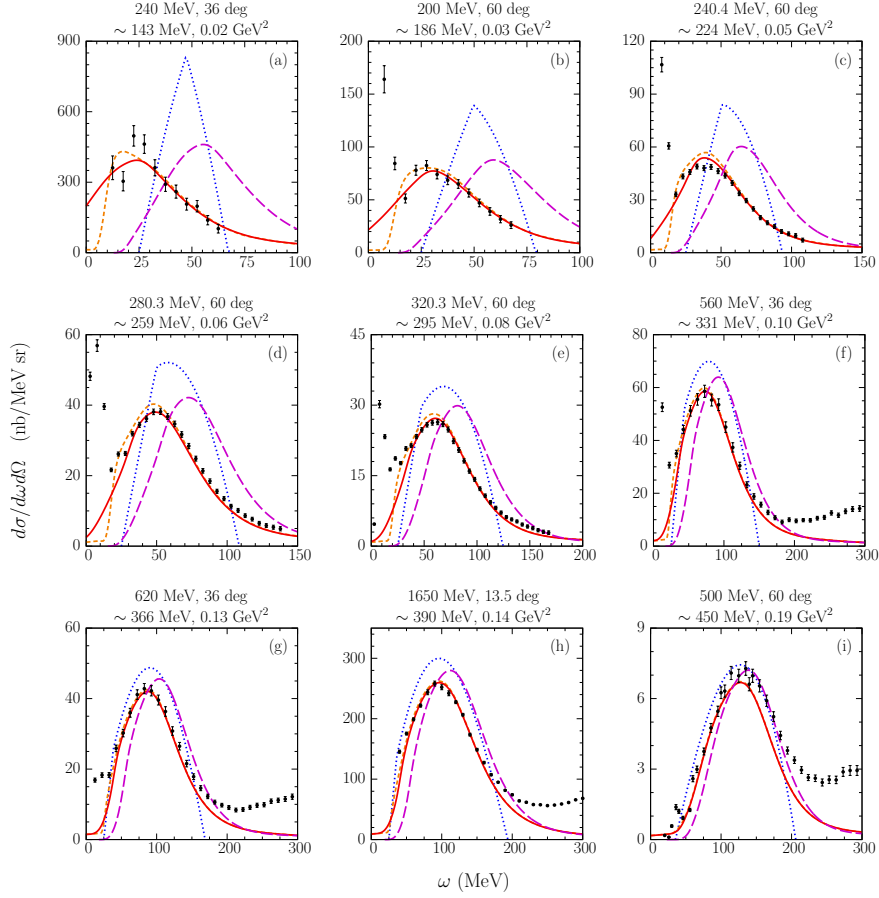 240 MeV, 36 deg
∼ 143 MeV, 0.02 GeV²
200 MeV, 60 deg
∼ 186 MeV, 0.03 GeV²
240.4 MeV, 60 deg
∼ 224 MeV, 0.05 GeV²
900
600
300
0
0 25 50 75 100
(a)
200
150
100
50
0
0 25 50 75 100
(b)
120
90
60
30
0
0 50 100 150
(c)
280.3 MeV, 60 deg
∼ 259 MeV, 0.06 GeV²
320.3 MeV, 60 deg
∼ 295 MeV, 0.08 GeV²
560 MeV, 36 deg
∼ 331 MeV, 0.10 GeV²
dσ/dωdΩ (nb/MeV sr)
60
40
20
0
0 50 100 150
(d)
45
30
15
0
0 50 100 150 200
(e)
80
60
40
20
0
0 100 200 300
(f)
620 MeV, 36 deg
∼ 366 MeV, 0.13 GeV²
1650 MeV, 13.5 deg
∼ 390 MeV, 0.14 GeV²
500 MeV, 60 deg
∼ 450 MeV, 0.19 GeV²
60
40
20
0
0 100 200 300
(g)
300
200
100
0
0 100 200 300
(h)
9
6
3
0
0 100 200 300
(i)
ω (MeV)